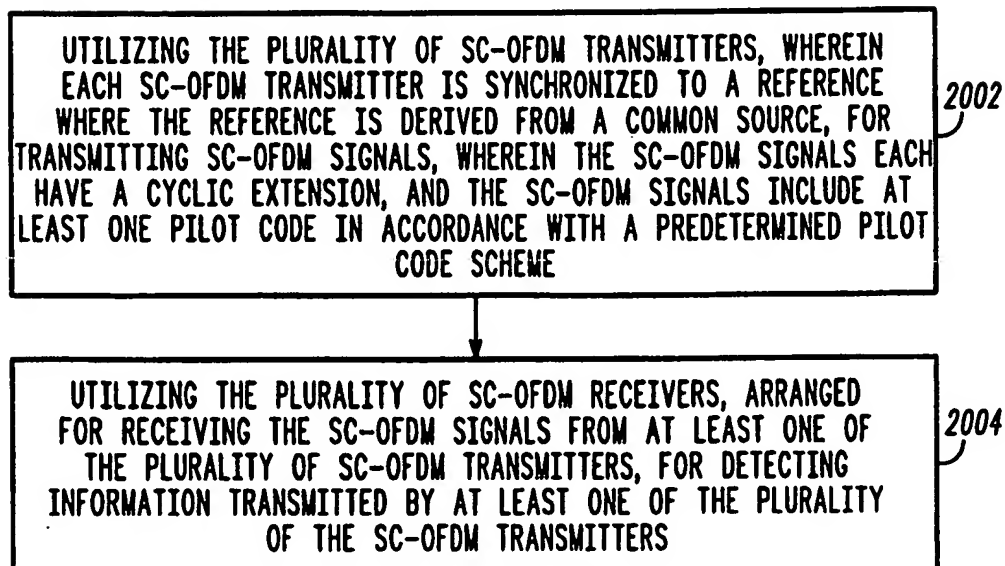 UTILIZING THE PLURALITY OF SC-OFDM TRANSMITTERS, WHEREIN
EACH SC-OFDM TRANSMITTER IS SYNCHRONIZED TO A REFERENCE
WHERE THE REFERENCE IS DERIVED FROM A COMMON SOURCE, FOR
TRANSMITTING SC-OFDM SIGNALS, WHEREIN THE SC-OFDM SIGNALS EACH
HAVE A CYCLIC EXTENSION, AND THE SC-OFDM SIGNALS INCLUDE AT
LEAST ONE PILOT CODE IN ACCORDANCE WITH A PREDETERMINED PILOT
CODE SCHEME
2002
UTILIZING THE PLURALITY OF SC-OFDM RECEIVERS, ARRANGED
FOR RECEIVING THE SC-OFDM SIGNALS FROM AT LEAST ONE OF
THE PLURALITY OF SC-OFDM TRANSMITTERS, FOR DETECTING
INFORMATION TRANSMITTED BY AT LEAST ONE OF THE PLURALITY
OF THE SC-OFDM TRANSMITTERS
2004